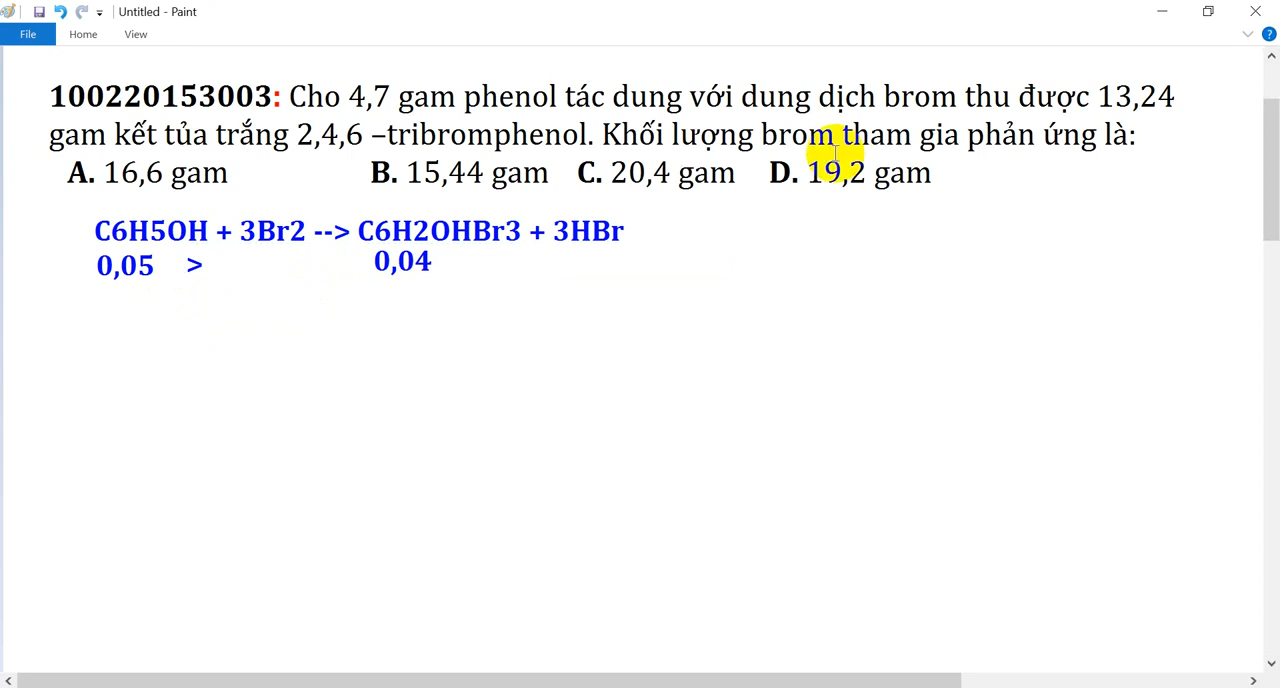 Untitled - Paint
File Home View
100220153003: Cho 4,7 gam phenol tác dung với dung dịch brom thu được 13,24
gam kết tủa trắng 2,4,6 –tribromphenol. Khối lượng brom tham gia phản ứng là:
A. 16,6 gam B. 15,44 gam C. 20,4 gam D. 19,2 gam
C6H5OH + 3Br2 --> C6H2OHBr3 + 3HBr
0,05 > 0,04